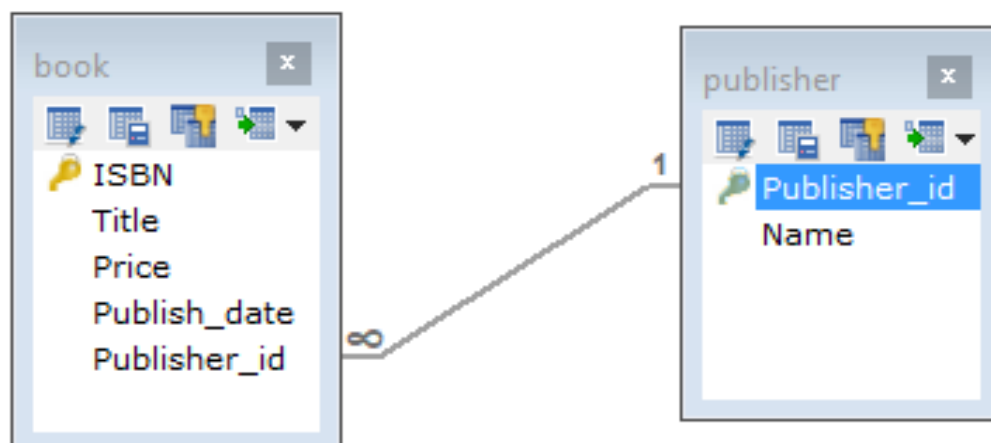 book
x
ISBN
Title
Price
Publish_date
Publisher_id
∞
1
publisher
x
Publisher_id
Name